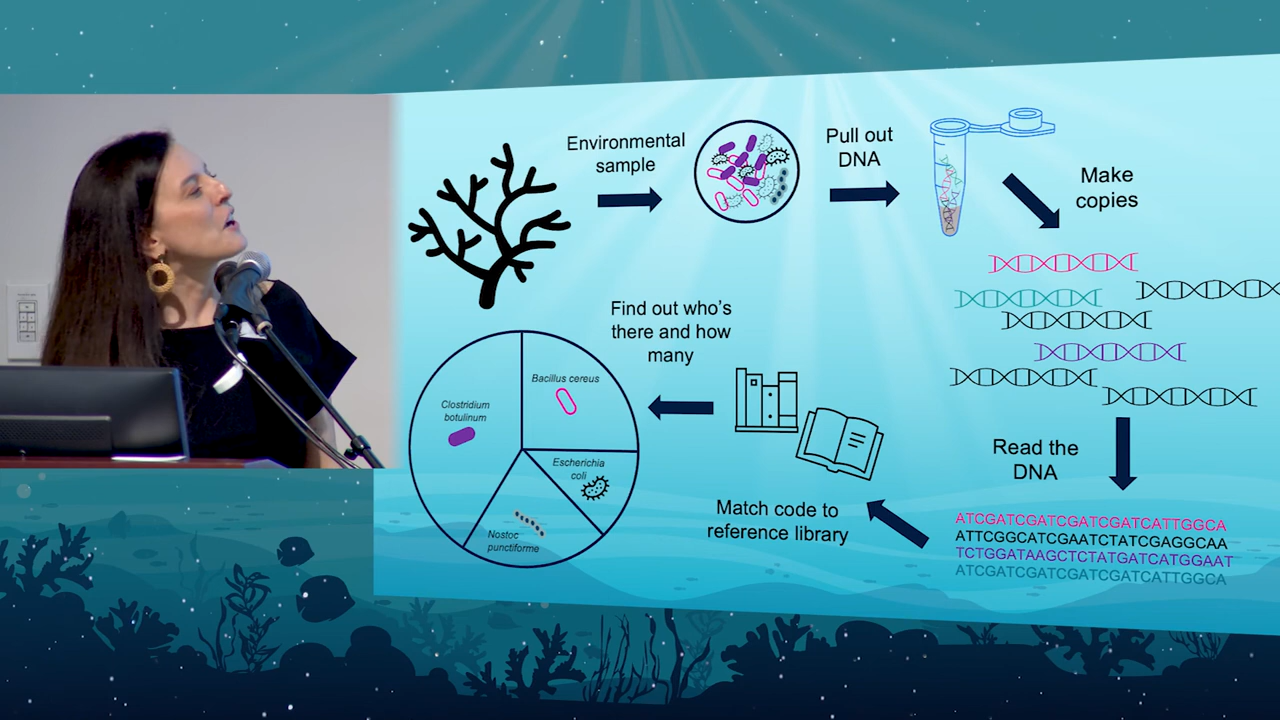 Environmental
sample
Pull out
DNA
Make
copies
Read the
DNA
ATCGATCGATCGATCGATCATTGGCA
ATTCGGCATCGAATCTATCGAGGCAA
TCTGGATAAGCTCTATGATCATGGAAT
ATCGATCGATCGATCGATCATTGGCA
Match code to
reference library
Find out who's
there and how
many
Bacillus cereus
Clostridium
botulinum
Escherichia
coli
Nostoc
punctiforme